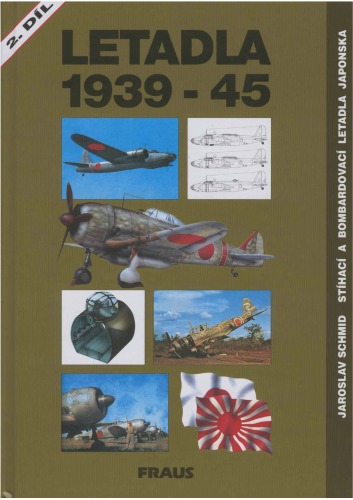 2. DÍL
LETADLA
1939 - 45
JAROSLAV SCHMID STÍHACÍ A BOMBARDOVACÍ LETADLA JAPONSKA
FRAUS